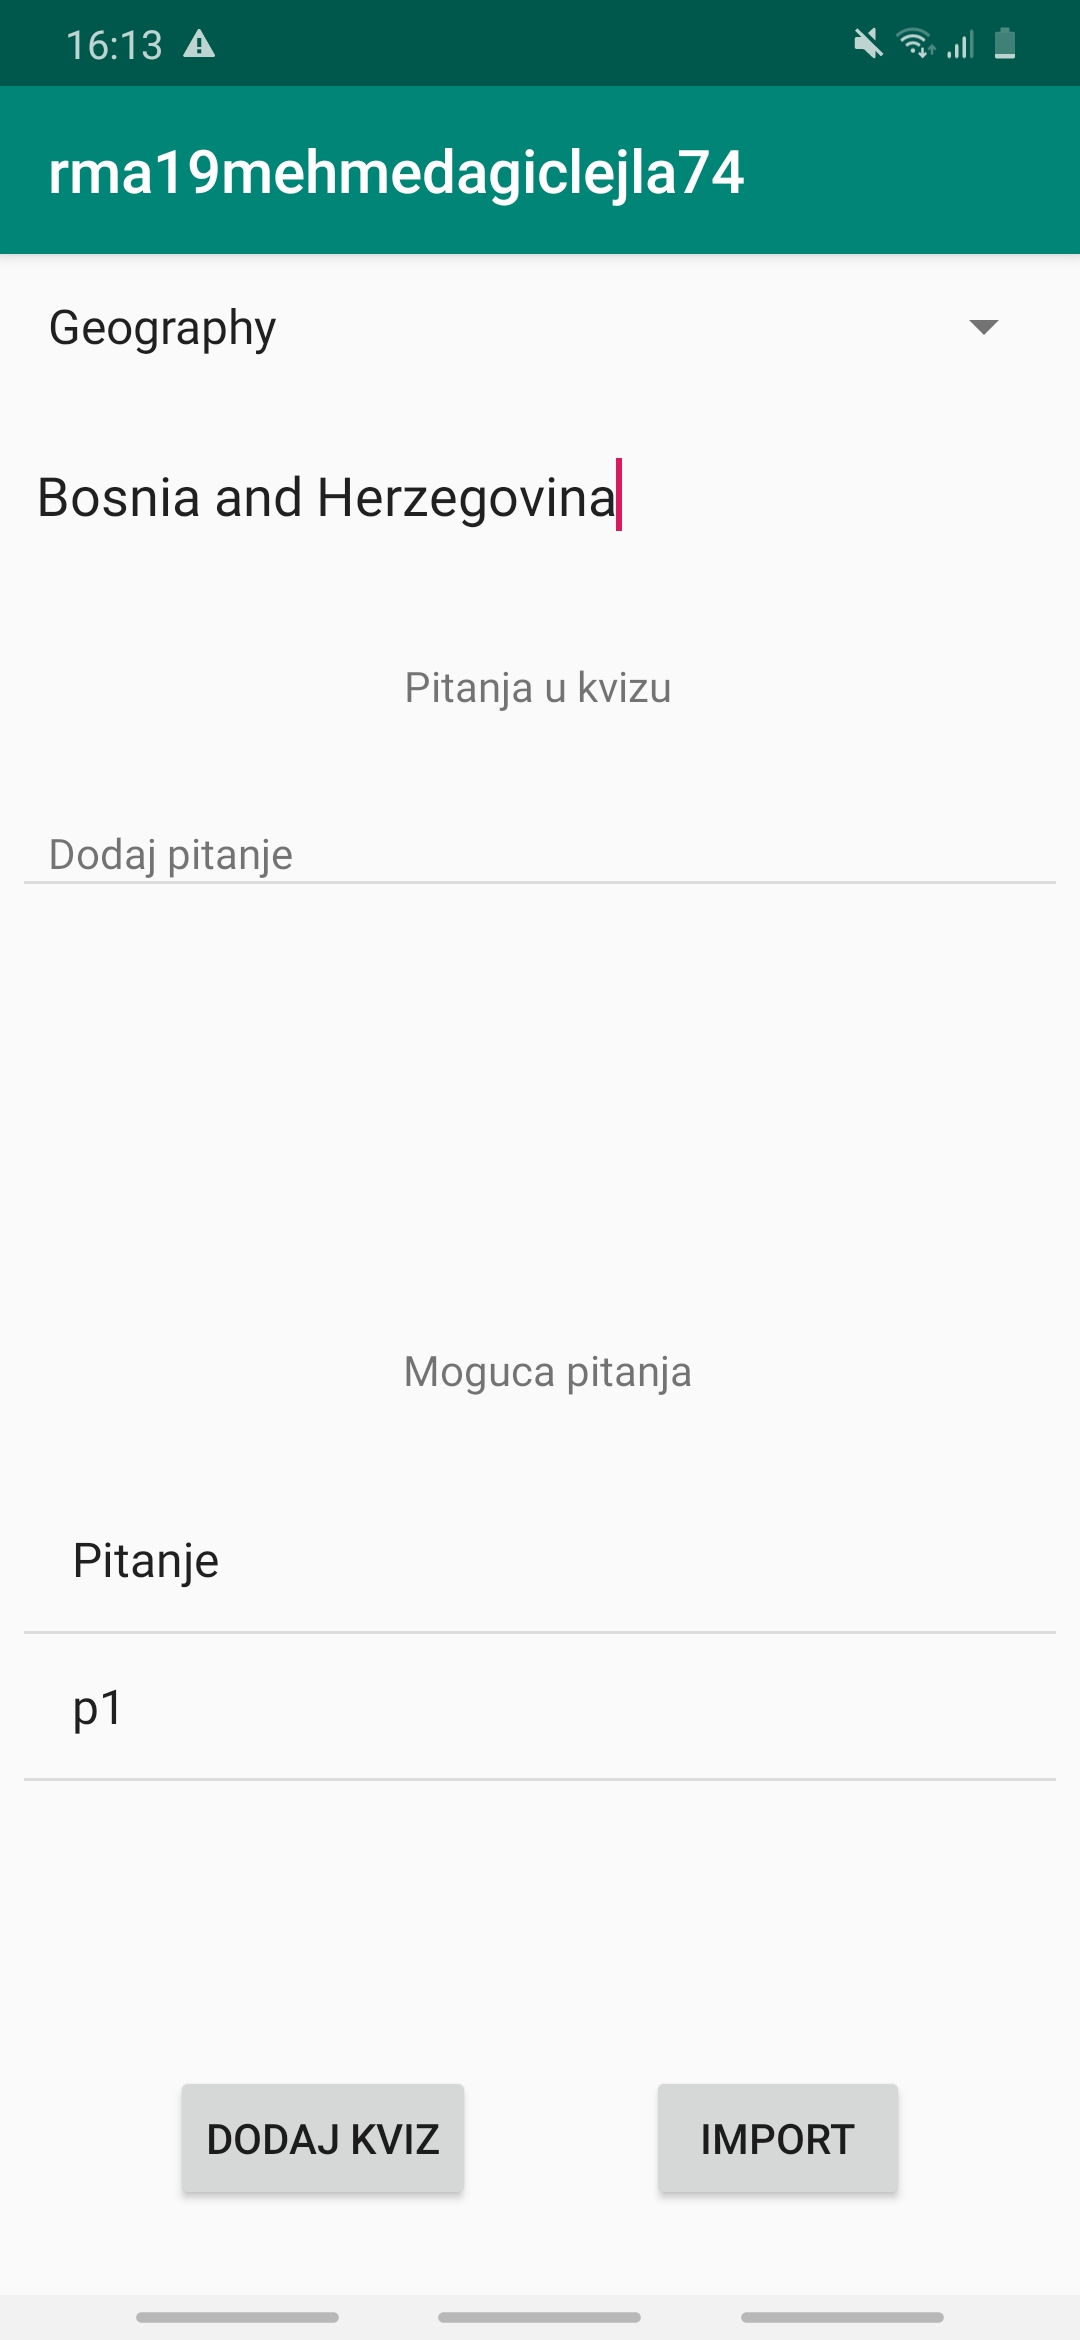 16:13
rma19mehmedagiclejla74
Geography
Bosnia and Herzegovina
Pitanja u kvizu
Dodaj pitanje
Moguca pitanja
Pitanje
p1
DODAJ KVIZ
IMPORT